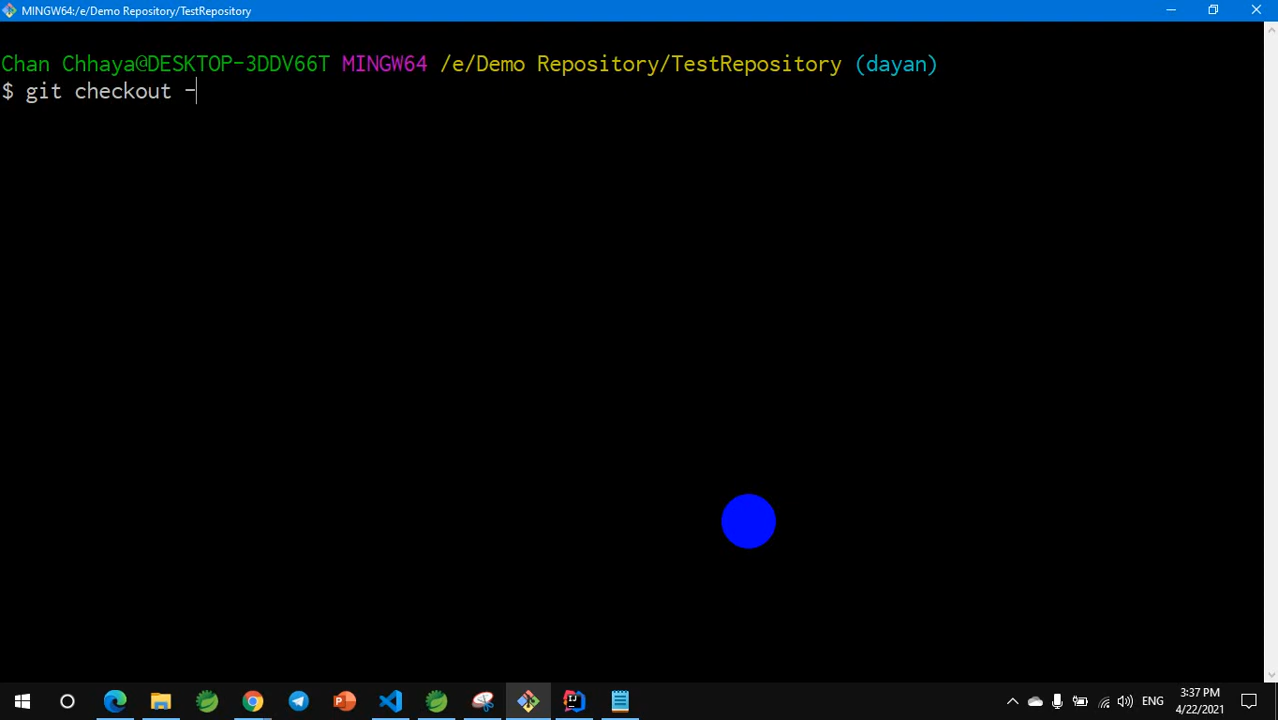 MINGW64:/e/Demo Repository/TestRepository
Chan Chhaya@DESKTOP-3DDV66T MINGW64 /e/Demo Repository/TestRepository (dayan)
$ git checkout -
ENG
3:37 PM
4/22/2021